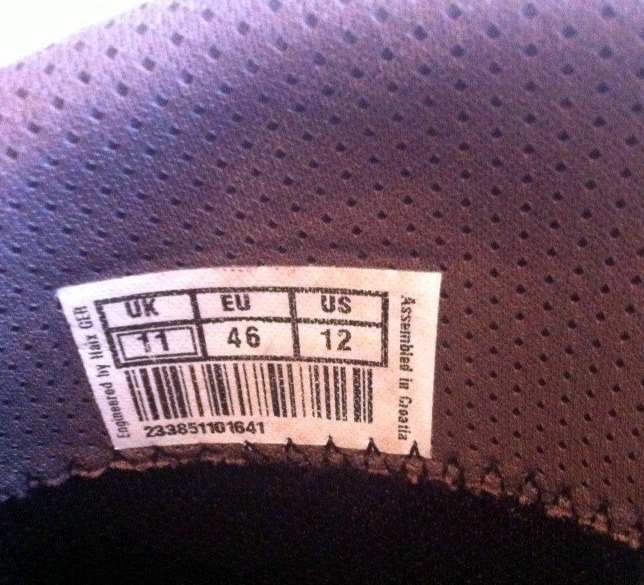 UK EU US
11 46 12
233851101641
Assembled in Croatia
Engineered by Haix GER